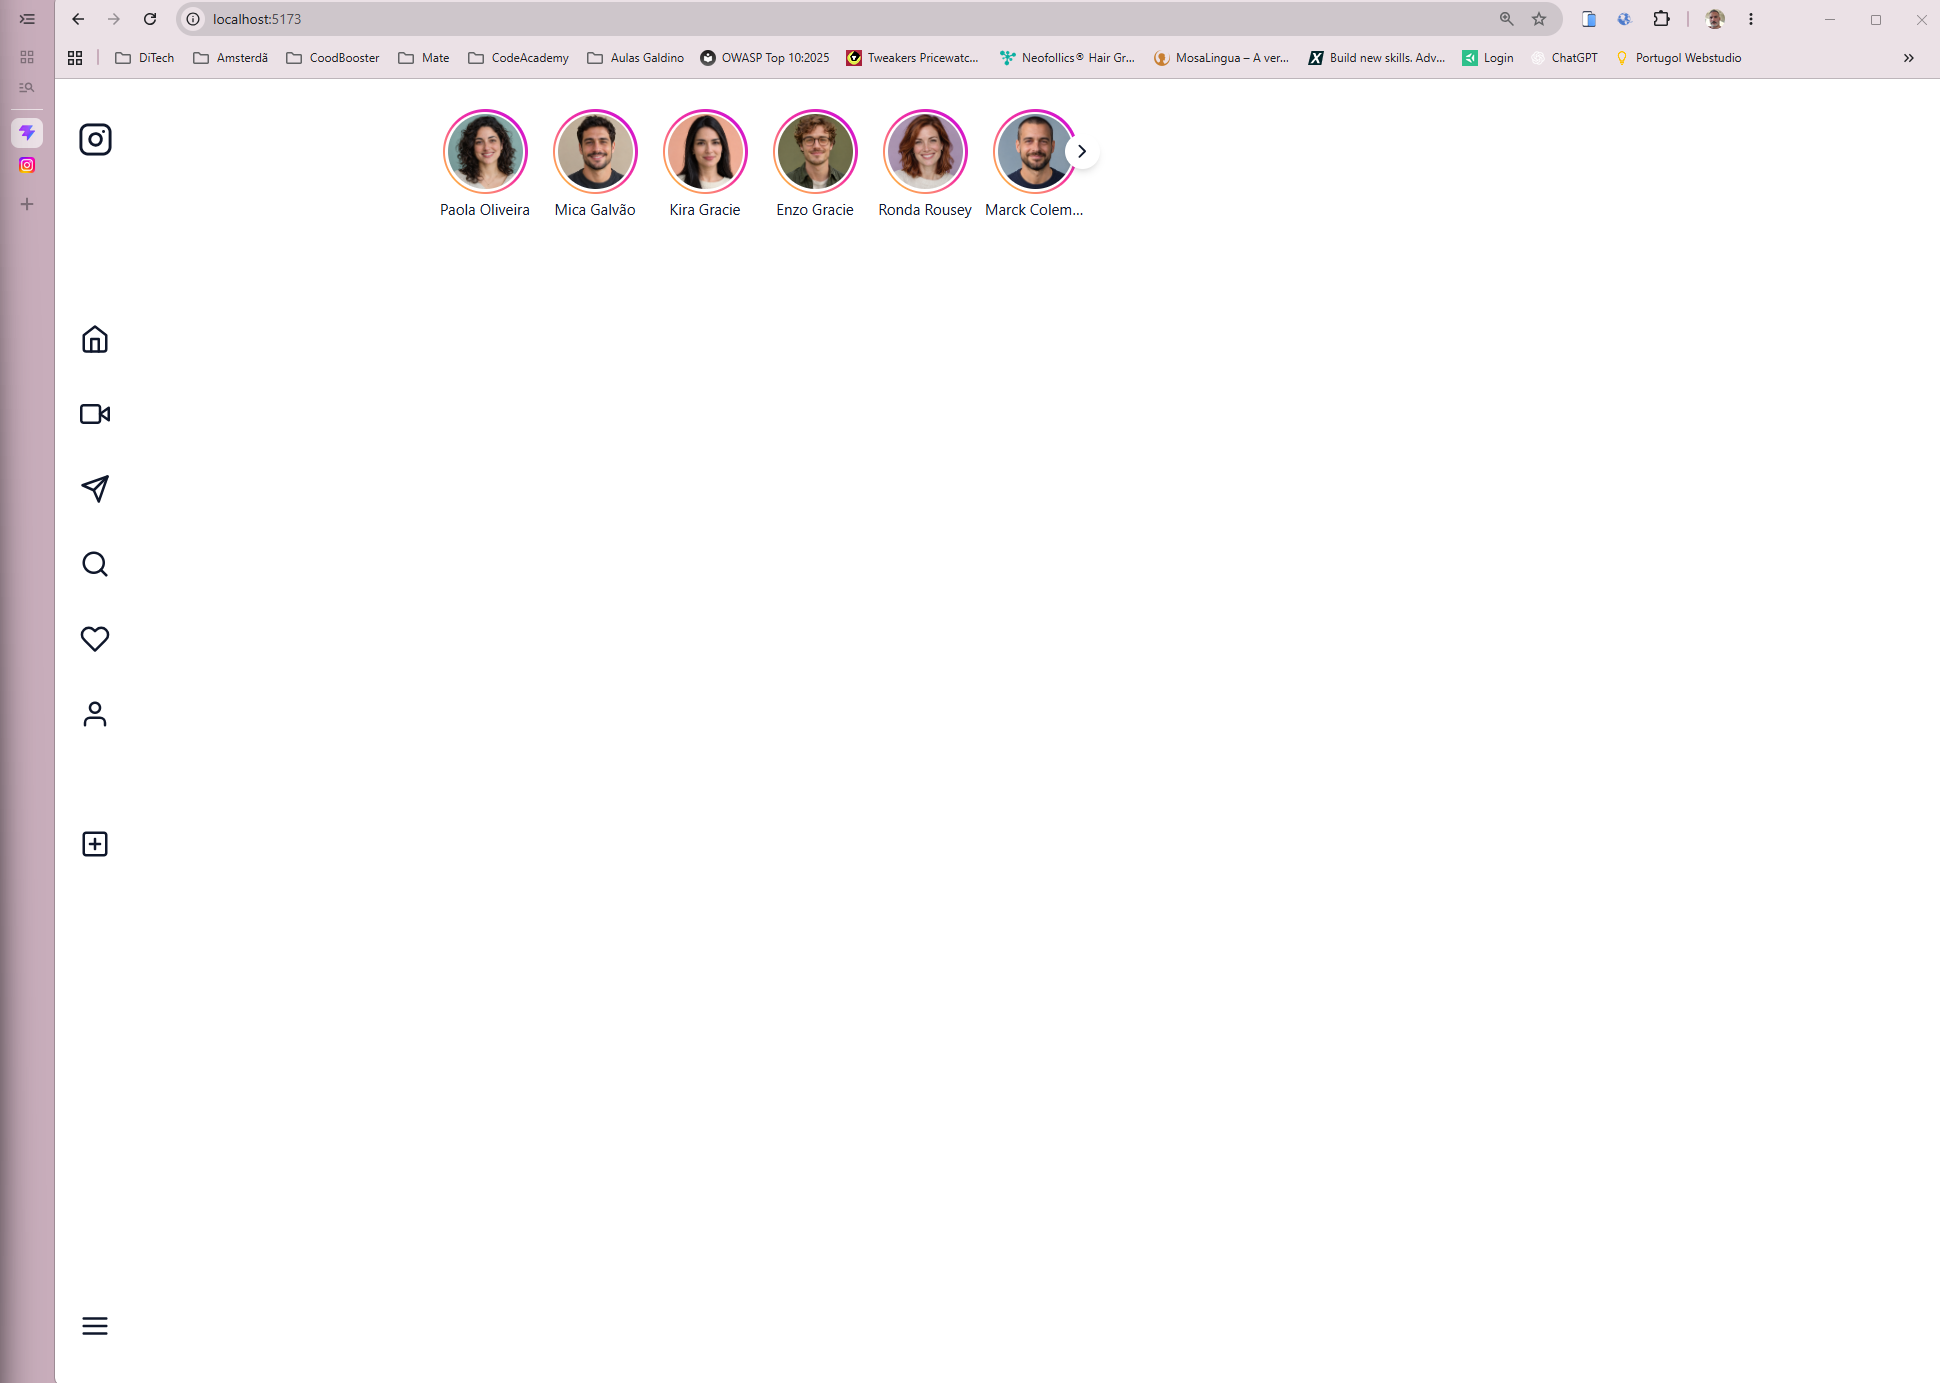 localhost:5173
DiTech
Amsterdã
CoodBooster
Mate
CodeAcademy
Aulas Galdino
OWASP Top 10:2025
Tweakers Pricewatc...
Neofollics® Hair Gr...
MosaLingua – A ver...
Build new skills. Adv...
Login
ChatGPT
Portugol Webstudio
Paola Oliveira
Mica Galvão
Kira Gracie
Enzo Gracie
Ronda Rousey
Marck Colem...